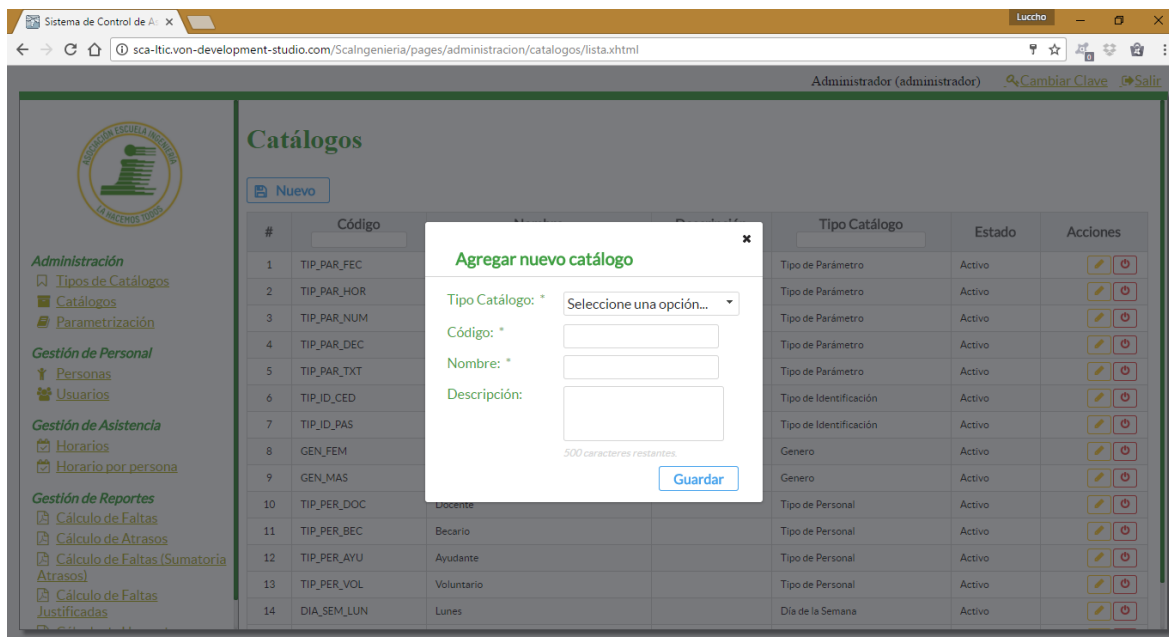 Sistema de Control de As
Luccho
sca-ltic.von-development-studio.com/ScaIngenieria/pages/administracion/catalogos/lista.xhtml
0
Administrador (administrador) Cambiar Clave Salir
ASOCIACIÓN ESCUELA INGENIERÍA
LA HACEMOS TODOS
Administración
Tipos de Catálogos
Catálogos
Parametrización
Gestión de Personal
Personas
Usuarios
Gestión de Asistencia
Horarios
Horario por persona
Gestión de Reportes
Cálculo de Faltas
Cálculo de Atrasos
Cálculo de Faltas (Sumatoria
Atrasos)
Cálculo de Faltas
Justificadas
Catálogos
Nuevo
# Código Nombre Descripción Tipo Catálogo Estado Acciones
1 TIP_PAR_FEC Tipo de Parámetro Activo
2 TIP_PAR_HOR Tipo de Parámetro Activo
3 TIP_PAR_NUM Tipo de Parámetro Activo
4 TIP_PAR_DEC Tipo de Parámetro Activo
5 TIP_PAR_TXT Tipo de Parámetro Activo
6 TIP_ID_CED Tipo de Identificación Activo
7 TIP_ID_PAS Tipo de Identificación Activo
8 GEN_FEM Genero Activo
9 GEN_MAS Genero Activo
10 TIP_PER_DOC Docente Tipo de Personal Activo
11 TIP_PER_BEC Becario Tipo de Personal Activo
12 TIP_PER_AYU Ayudante Tipo de Personal Activo
13 TIP_PER_VOL Voluntario Tipo de Personal Activo
14 DIA_SEM_LUN Lunes Día de la Semana Activo
Agregar nuevo catálogo
Tipo Catálogo: * Seleccione una opción...
Código: *
Nombre: *
Descripción:
500 caracteres restantes.
Guardar